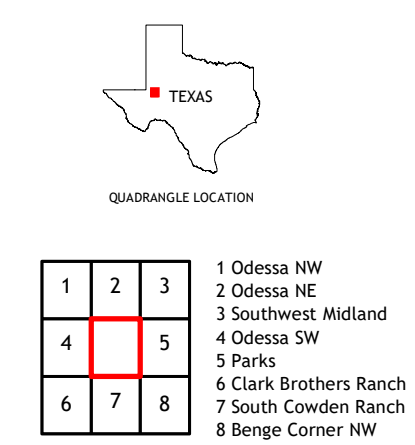 TEXAS
QUADRANGLE LOCATION
1 2 3
4 5
6 7 8
1 Odessa NW
2 Odessa NE
3 Southwest Midland
4 Odessa SW
5 Parks
6 Clark Brothers Ranch
7 South Cowden Ranch
8 Benge Corner NW